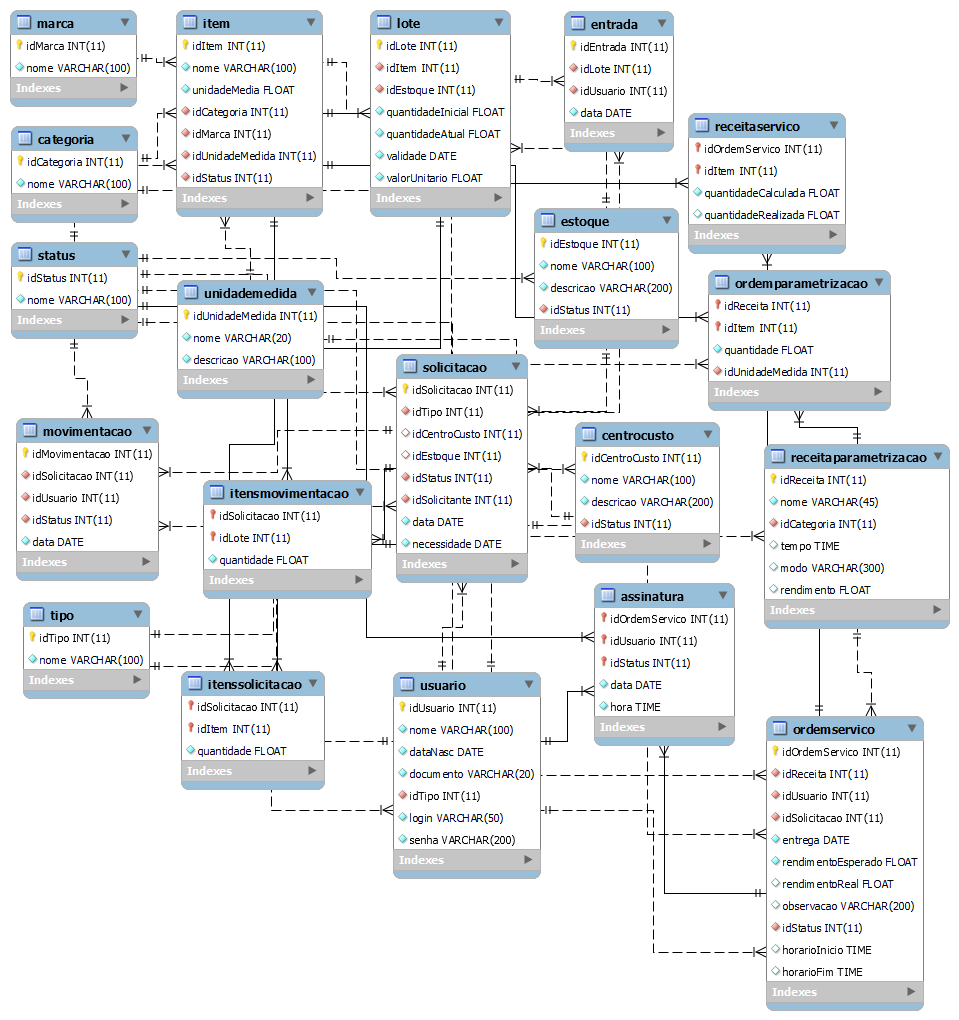 marca
idMarca INT(11)
nome VARCHAR(100)
Indexes
item
idItem INT(11)
nome VARCHAR(100)
unidadeMedia FLOAT
idCategoria INT(11)
idMarca INT(11)
idUnidadeMedida INT(11)
idStatus INT(11)
Indexes
lote
idLote INT(11)
idItem INT(11)
idEstoque INT(11)
quantidadeInicial FLOAT
quantidadeAtual FLOAT
validade DATE
valorUnitario FLOAT
Indexes
entrada
idEntrada INT(11)
idLote INT(11)
idUsuario INT(11)
data DATE
Indexes
receitaservico
idOrdemServico INT(11)
idItem INT(11)
quantidadeCalculada FLOAT
quantidadeRealizada FLOAT
Indexes
categoria
idCategoria INT(11)
nome VARCHAR(100)
Indexes
estoque
idEstoque INT(11)
nome VARCHAR(100)
descricao VARCHAR(200)
idStatus INT(11)
Indexes
status
idStatus INT(11)
nome VARCHAR(100)
Indexes
unidademedida
idUnidadeMedida INT(11)
nome VARCHAR(20)
descricao VARCHAR(100)
Indexes
ordemparametrizacao
idReceita INT(11)
idItem INT(11)
quantidade FLOAT
idUnidadeMedida INT(11)
Indexes
solicitacao
idSolicitacao INT(11)
idTipo INT(11)
idCentroCusto INT(11)
idEstoque INT(11)
idStatus INT(11)
idSolicitante INT(11)
data DATE
necessidade DATE
Indexes
movimentacao
idMovimentacao INT(11)
idSolicitacao INT(11)
idUsuario INT(11)
idStatus INT(11)
data DATE
Indexes
centrocusto
idCentroCusto INT(11)
nome VARCHAR(100)
descricao VARCHAR(200)
idStatus INT(11)
Indexes
receitaparametrizacao
idReceita INT(11)
nome VARCHAR(45)
idCategoria INT(11)
tempo TIME
modo VARCHAR(300)
rendimento FLOAT
Indexes
itensmovimentacao
idSolicitacao INT(11)
idLote INT(11)
quantidade FLOAT
Indexes
assinatura
idOrdemServico INT(11)
idUsuario INT(11)
idStatus INT(11)
data DATE
hora TIME
Indexes
tipo
idTipo INT(11)
nome VARCHAR(100)
Indexes
itenssolicitacao
idSolicitacao INT(11)
idItem INT(11)
quantidade FLOAT
Indexes
usuario
idUsuario INT(11)
nome VARCHAR(100)
dataNasc DATE
documento VARCHAR(20)
idTipo INT(11)
login VARCHAR(50)
senha VARCHAR(200)
Indexes
ordemservico
idOrdemServico INT(11)
idReceita INT(11)
idUsuario INT(11)
idSolicitacao INT(11)
entrega DATE
rendimentoEsperado FLOAT
rendimentoReal FLOAT
observacao VARCHAR(200)
idStatus INT(11)
horarioInicio TIME
horarioFim TIME
Indexes